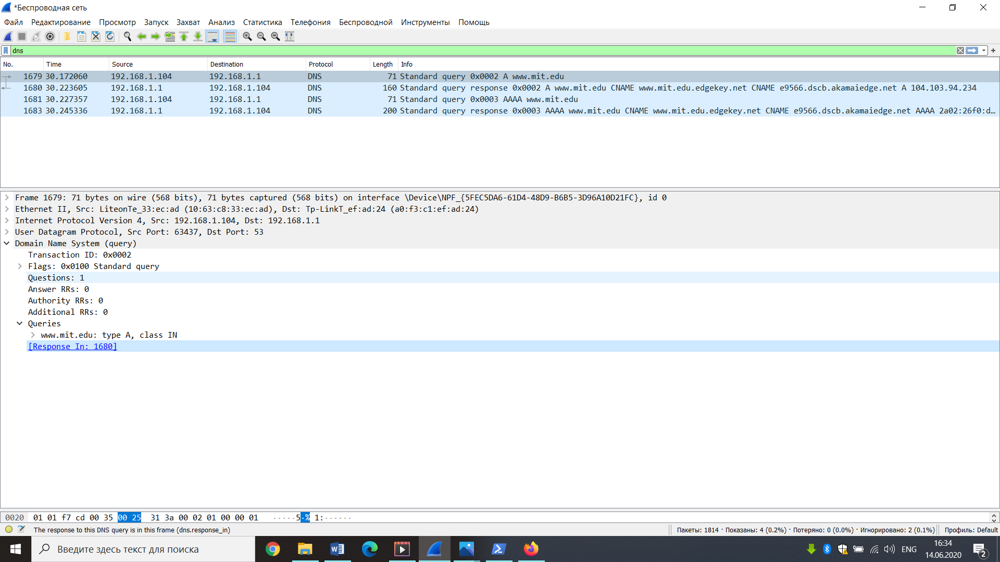 *Беспроводная сеть
Файл Редактирование Просмотр Запуск Захват Анализ Статистика Телефония Беспроводной Инструменты Помощь
dns
No. Time Source Destination Protocol Length Info
1679 30.172060 192.168.1.104 192.168.1.1 DNS 71 Standard query 0x0002 A www.mit.edu
1680 30.223605 192.168.1.1 192.168.1.104 DNS 160 Standard query response 0x0002 A www.mit.edu CNAME www.mit.edu.edgekey.net CNAME e9566.dscb.akamaiedge.net A 104.103.94.234
1681 30.227357 192.168.1.104 192.168.1.1 DNS 71 Standard query 0x0003 AAAA www.mit.edu
1683 30.245336 192.168.1.1 192.168.1.104 DNS 200 Standard query response 0x0003 AAAA www.mit.edu CNAME www.mit.edu.edgekey.net CNAME e9566.dscb.akamaiedge.net AAAA 2a02:26f0:d…
Frame 1679: 71 bytes on wire (568 bits), 71 bytes captured (568 bits) on interface \Device\NPF_{5FEC5DA6-61D4-48D9-B6B5-3D96A10D21FC}, id 0
Ethernet II, Src: LiteonTe_33:ec:ad (10:63:c8:33:ec:ad), Dst: Tp-LinkT_ef:ad:24 (a0:f3:c1:ef:ad:24)
Internet Protocol Version 4, Src: 192.168.1.104, Dst: 192.168.1.1
User Datagram Protocol, Src Port: 63437, Dst Port: 53
Domain Name System (query)
Transaction ID: 0x0002
Flags: 0x0100 Standard query
Questions: 1
Answer RRs: 0
Authority RRs: 0
Additional RRs: 0
Queries
www.mit.edu: type A, class IN
[Response In: 1680]
0020 01 01 f7 cd 00 35 00 25 31 3a 00 02 01 00 00 01 ·····5·% 1:······
The response to this DNS query is in this frame (dns.response_in) Пакеты: 1814 · Показаны: 4 (0.2%) · Потеряно: 0 (0.0%) · Игнорировано: 2 (0.1%) Профиль: Default
Введите здесь текст для поиска
ENG
16:34
14.06.2020
2